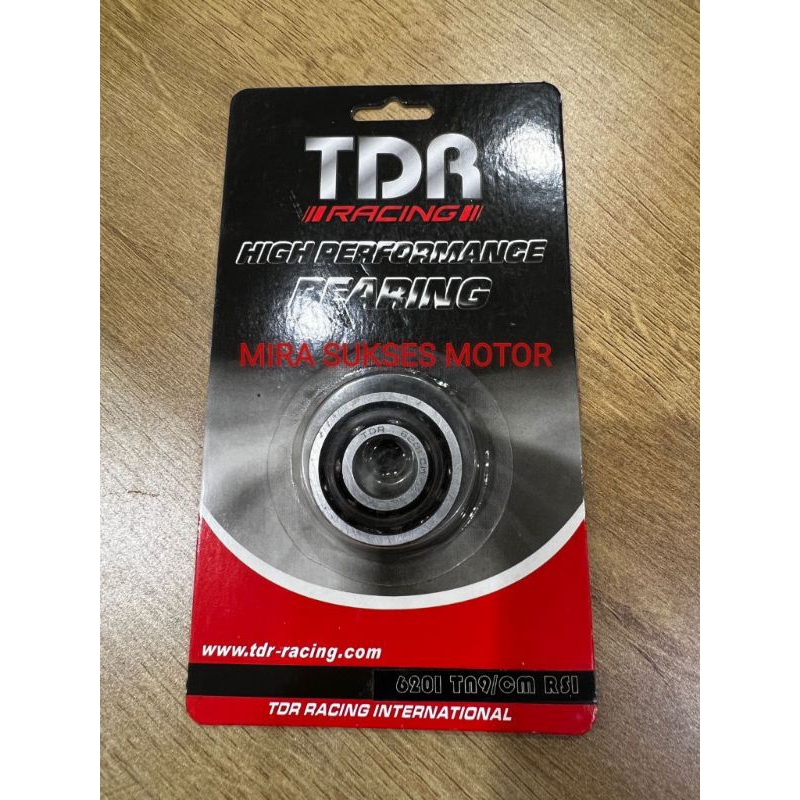 TDR
RACING
HIGH PERFORMANCE
BEARING
MIRA SUKSES MOTOR
TDR
www.tdr-racing.com
6201 TN9/CM RS1
TDR RACING INTERNATIONAL